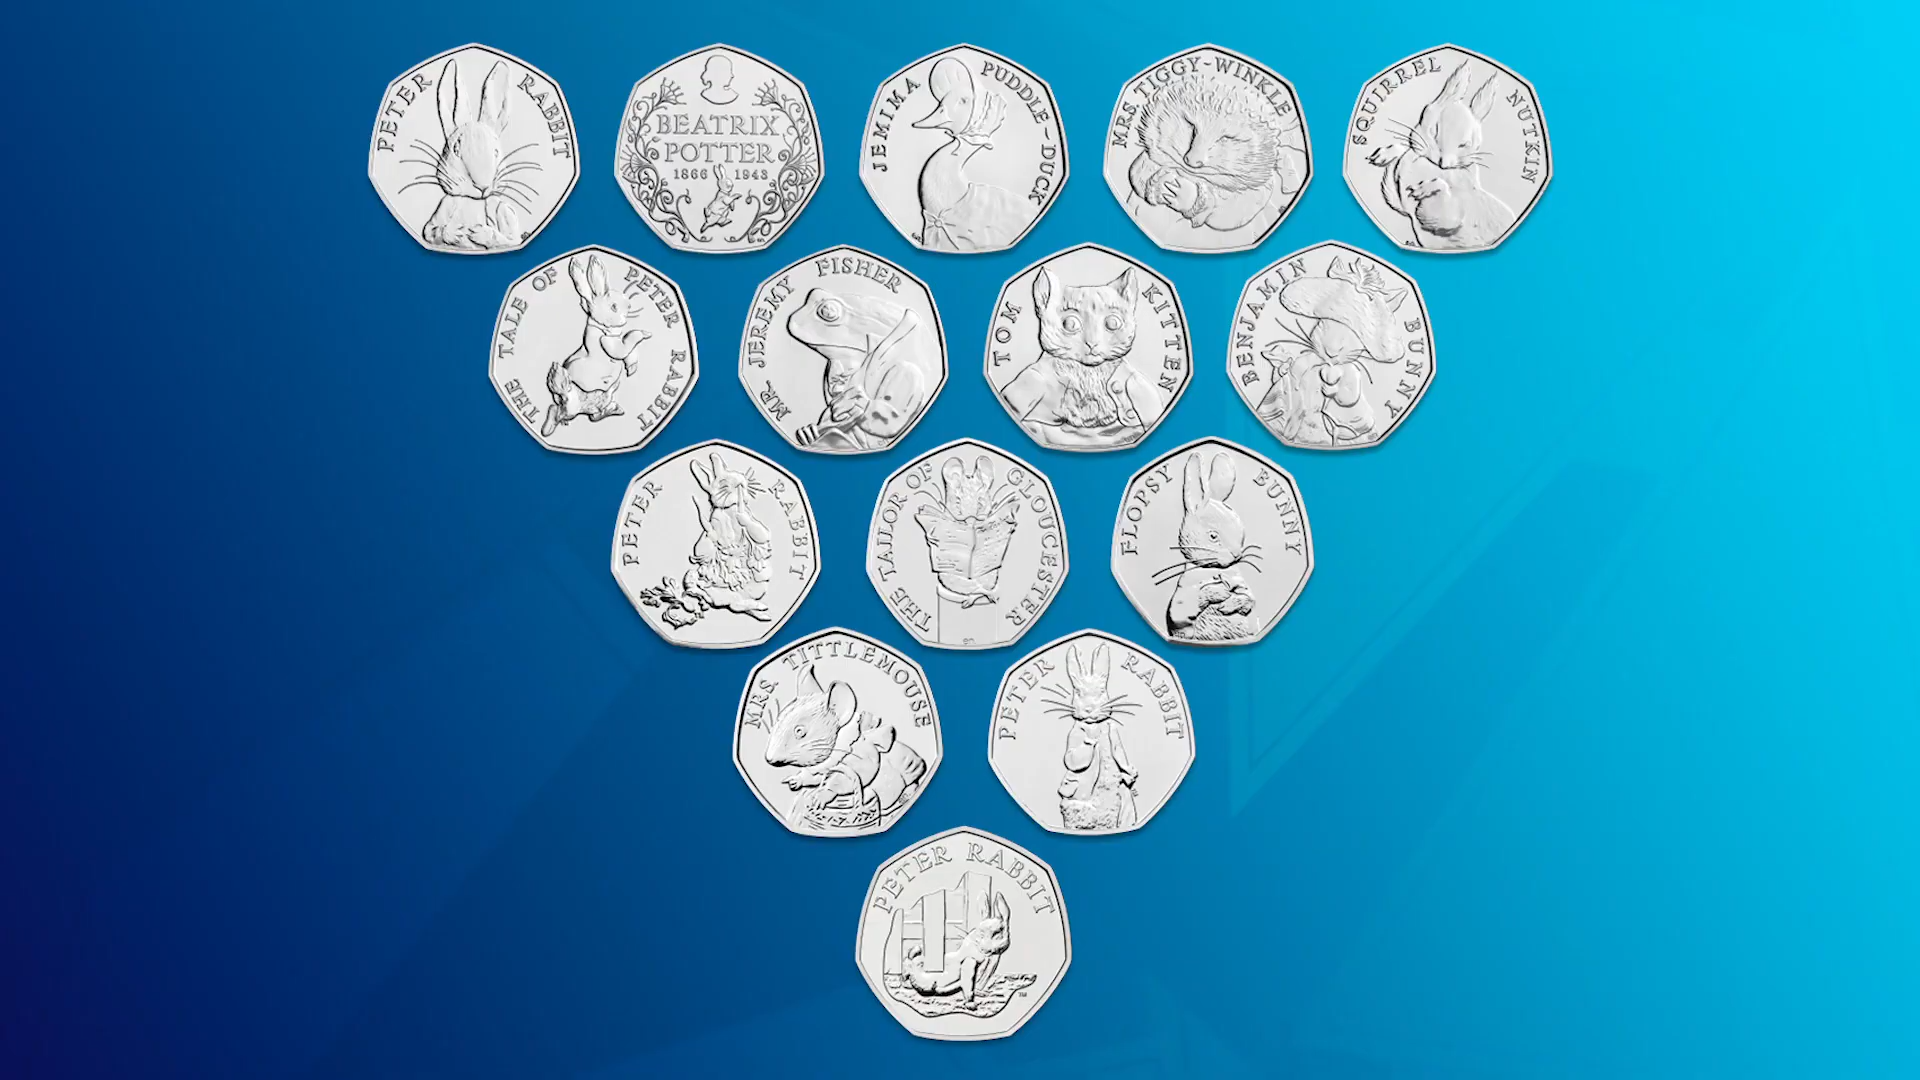 PETER RABBIT
BEATRIX
POTTER
1866 1943
JEMIMA PUDDLE-DUCK
MRS. TIGGY-WINKLE
SQUIRREL NUTKIN
THE TALE OF PETER RABBIT
MR. JEREMY FISHER
TOM KITTEN
BENJAMIN BUNNY
PETER RABBIT
THE TAILOR OF GLOUCESTER
FLOPSY BUNNY
MRS. TITTLEMOUSE
PETER RABBIT
PETER RABBIT
TM